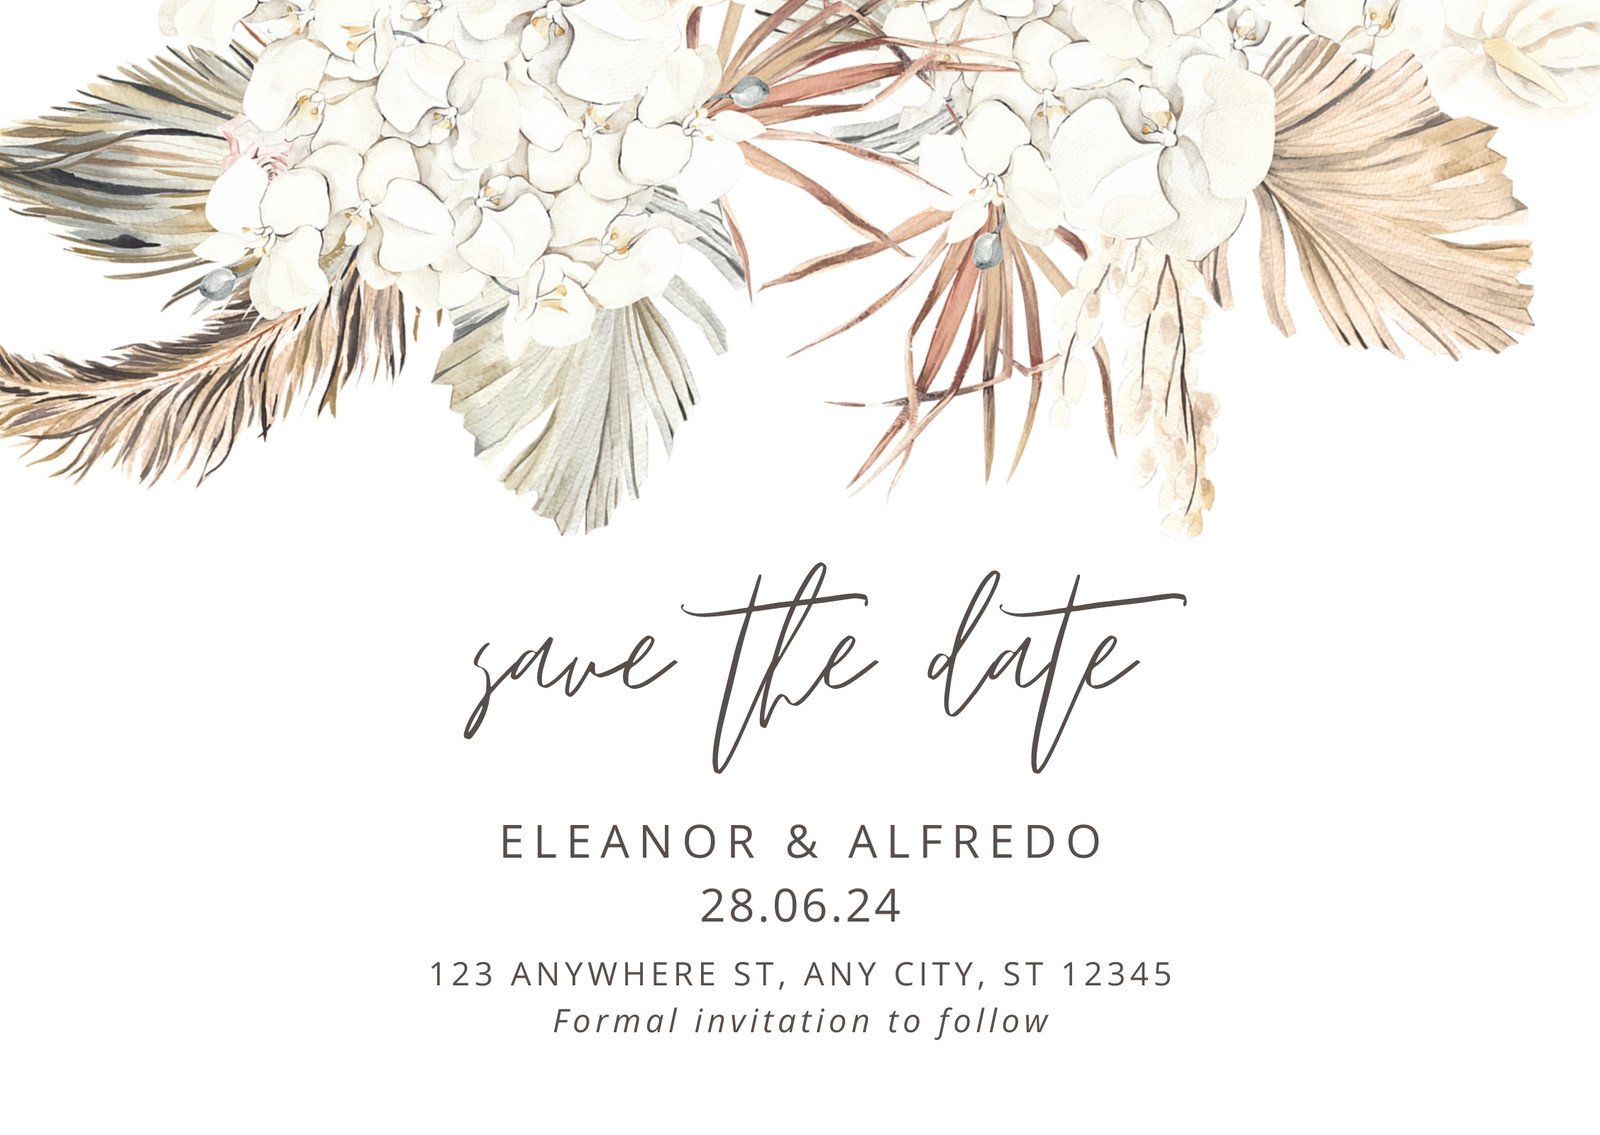 save the date
ELEANOR & ALFREDO
28.06.24
123 ANYWHERE ST, ANY CITY, ST 12345
Formal invitation to follow